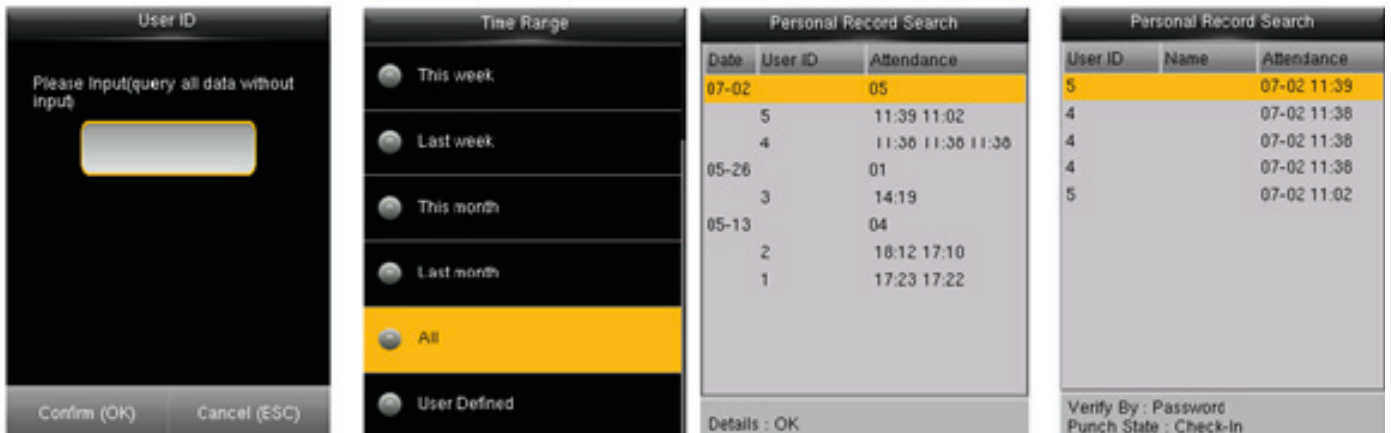 User ID
Please Input(query all data without
input)
Confirm (OK) Cancel (ESC)
Time Range
This week
Last week
This month
Last month
All
User Defined
Personal Record Search
Date User ID Attendance
07-02 05
5 11:39 11:02
4 11:38 11:38 11:38
05-26 01
3 14:19
05-13 04
2 18:12 17:10
1 17:23 17:22
Details : OK
Personal Record Search
User ID Name Attendance
5 07-02 11:39
4 07-02 11:38
4 07-02 11:38
4 07-02 11:38
5 07-02 11:02
Verify By : Password
Punch State : Check-In